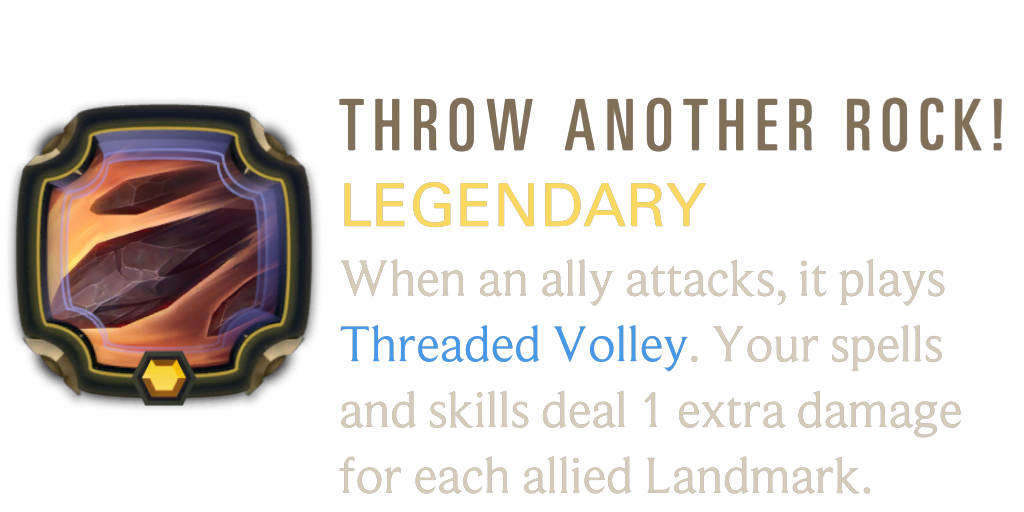 THROW ANOTHER ROCK!
LEGENDARY
When an ally attacks, it plays
Threaded Volley. Your spells
and skills deal 1 extra damage
for each allied Landmark.